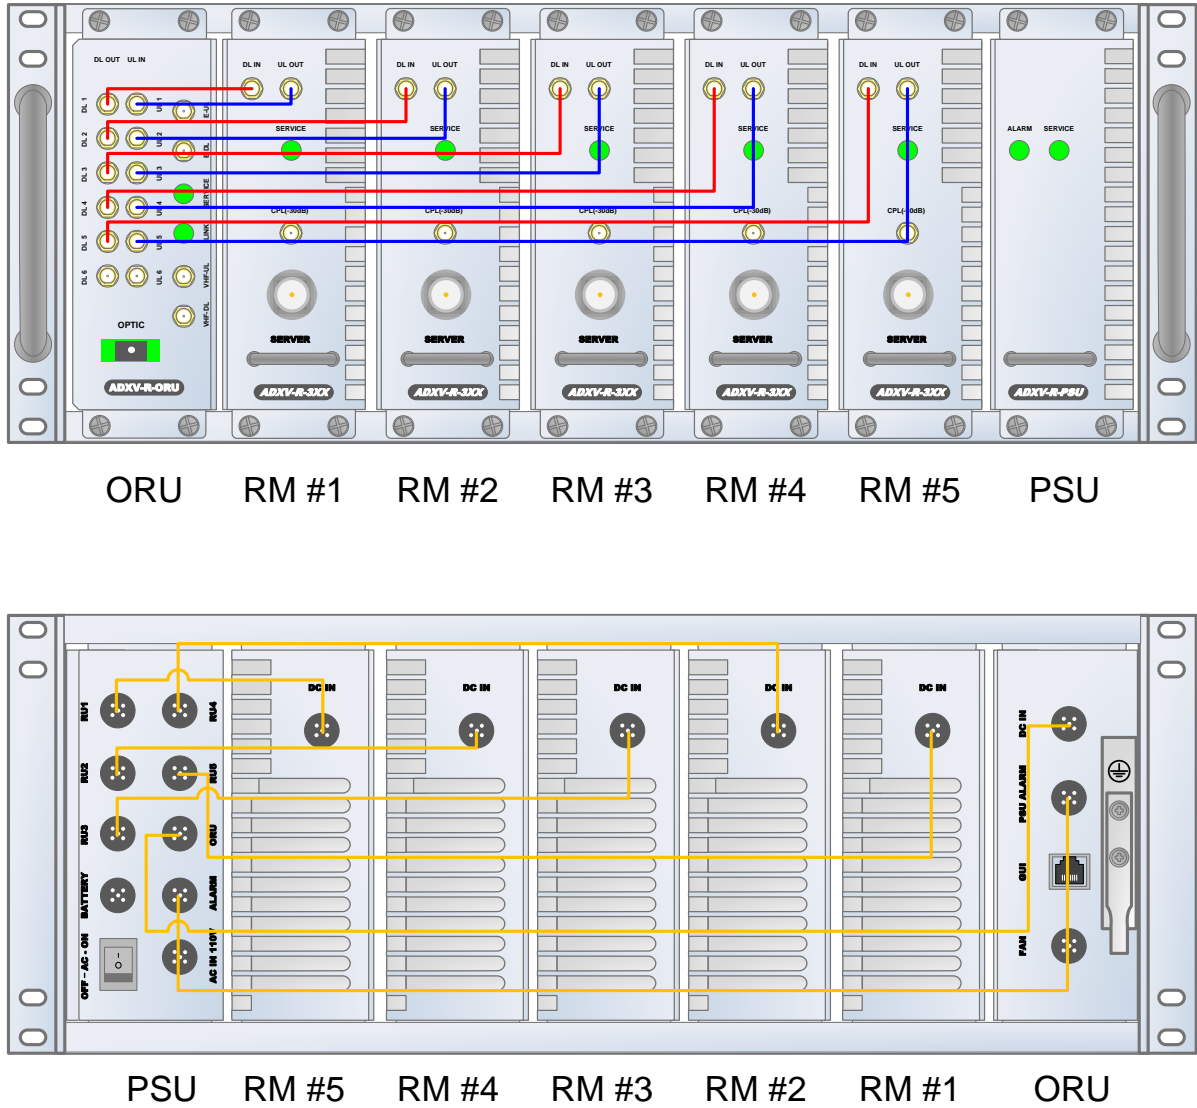 DL OUT UL IN
DL 1
UL 1
E-UL
DL 2
UL 2
E-DL
DL 3
UL 3
SERVICE
DL 4
UL 4
LINK
DL 5
UL 5
VHF-UL
DL 6
UL 6
VHF-DL
OPTIC
ADXV-R-ORU
DL IN UL OUT
SERVICE
CPL(-30dB)
SERVER
ADXV-R-3XX
DL IN UL OUT
SERVICE
CPL(-30dB)
SERVER
ADXV-R-3XX
DL IN UL OUT
SERVICE
CPL(-30dB)
SERVER
ADXV-R-3XX
DL IN UL OUT
SERVICE
CPL(-30dB)
SERVER
ADXV-R-3XX
DL IN UL OUT
SERVICE
CPL(-30dB)
SERVER
ADXV-R-3XX
ALARM SERVICE
ADXV-R-PSU
ORU RM #1 RM #2 RM #3 RM #4 RM #5 PSU
RU1
RU4
RU2
RU5
RU3
ORU
BATTERY
ALARM
OFF – AC - ON
AC IN 110V
DC IN
DC IN
DC IN
DC IN
DC IN
DC IN
PSU ALARM
GUI
FAN
PSU RM #5 RM #4 RM #3 RM #2 RM #1 ORU